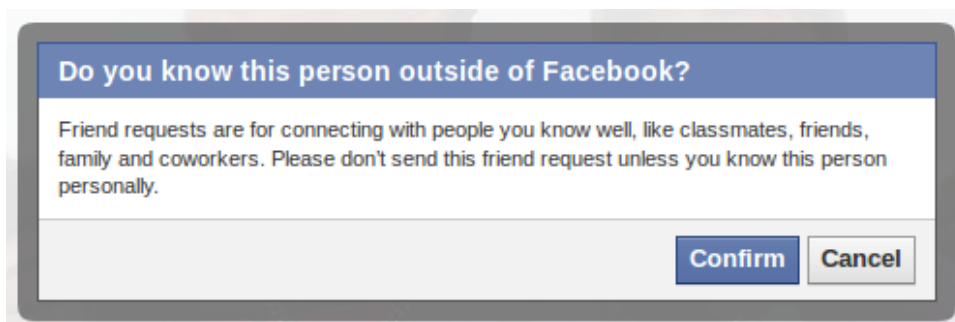 Do you know this person outside of Facebook?
Friend requests are for connecting with people you know well, like classmates, friends,
family and coworkers. Please don't send this friend request unless you know this person
personally.
Confirm Cancel